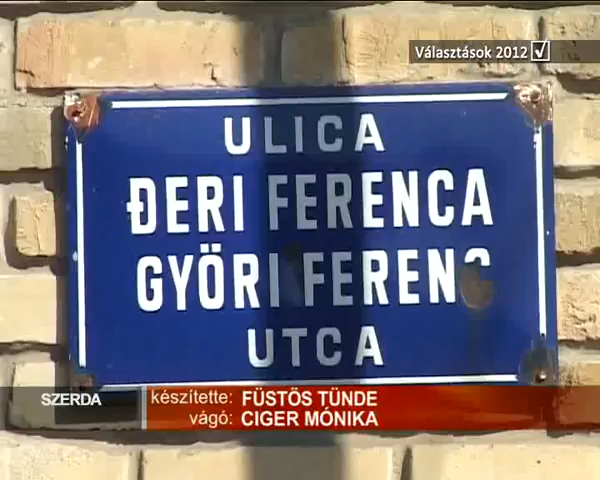 Választások 2012
ULICA
ĐERI FERENCA
GYÖRI FERENC
UTCA
SZERDA
készítette: FÜSTÖS TÜNDE
vágó: CIGER MÓNIKA